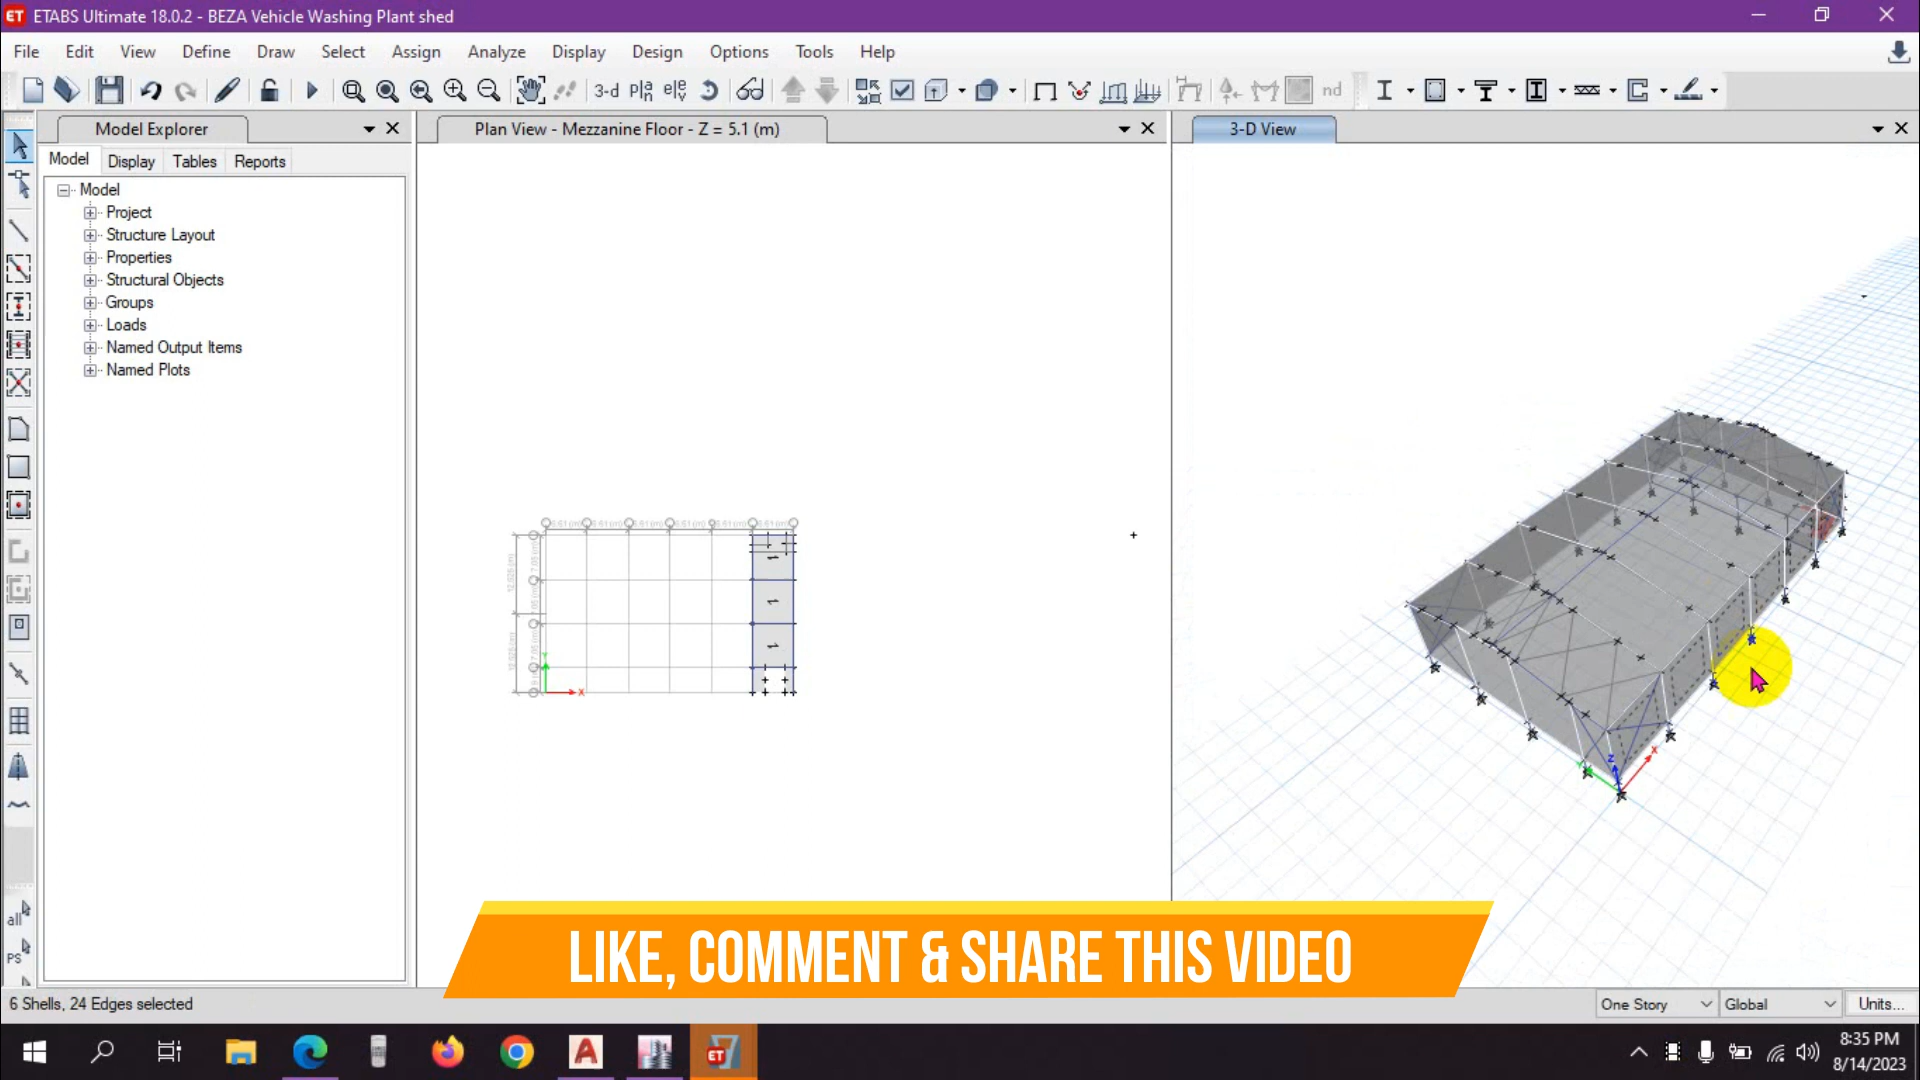 ETABS Ultimate 18.0.2 - BEZA Vehicle Washing Plant shed
File Edit View Define Draw Select Assign Analyze Display Design Options Tools Help
3-d nd
Model Explorer
Plan View - Mezzanine Floor - Z = 5.1 (m)
3-D View
Model Display Tables Reports
Model
Project
Structure Layout
Properties
Structural Objects
Groups
Loads
Named Output Items
Named Plots
Y
X
Z
X
all
PS
LIKE, COMMENT & SHARE THIS VIDEO
6 Shells, 24 Edges selected
One Story Global Units...
ET
8:35 PM
8/14/2023